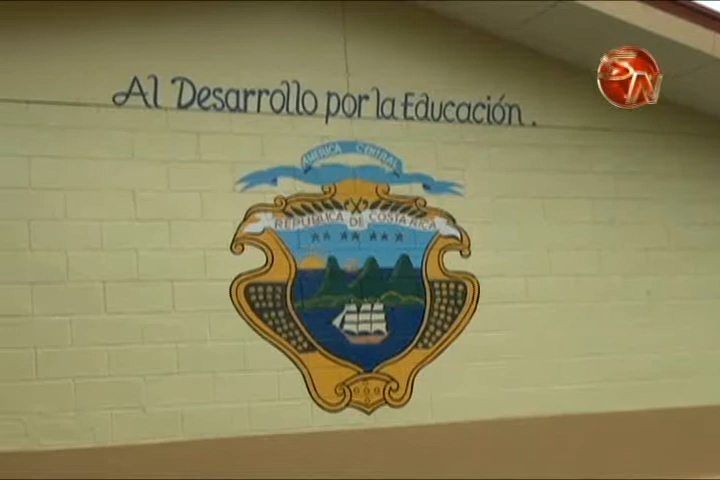 Al Desarrollo por la Educación.
AMERICA CENTRAL
REPUBLICA DE COSTA RICA